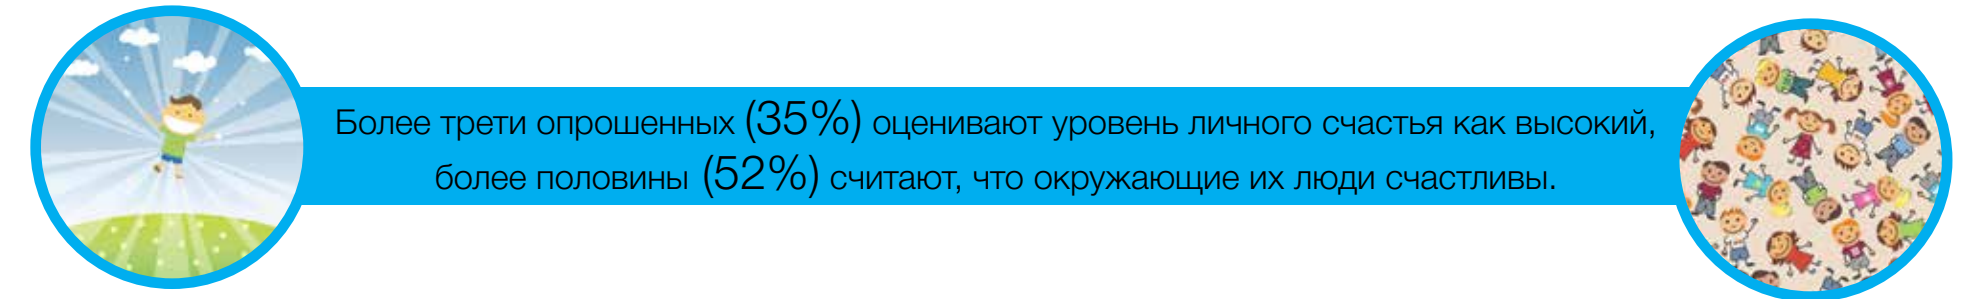 Более трети опрошенных (35%) оценивают уровень личного счастья как высокий,
более половины (52%) считают, что окружающие их люди счастливы.